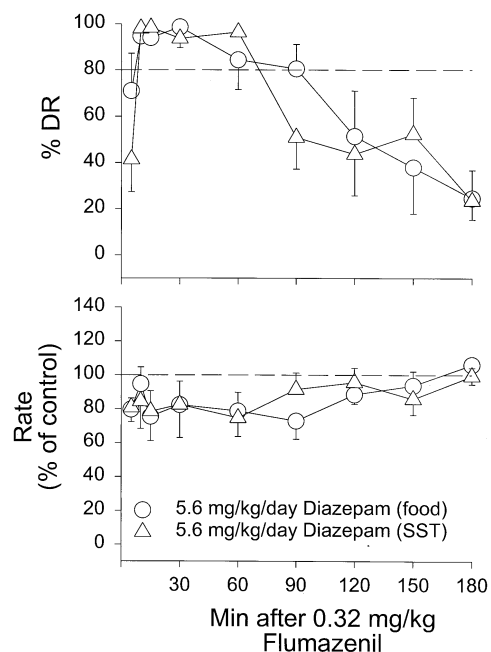 100
80
60
40
20
0
% DR
140
120
100
80
60
40
20
0
Rate
(% of control)
5.6 mg/kg/day Diazepam (food)
5.6 mg/kg/day Diazepam (SST)
30 60 90 120 150 180
Min after 0.32 mg/kg
Flumazenil